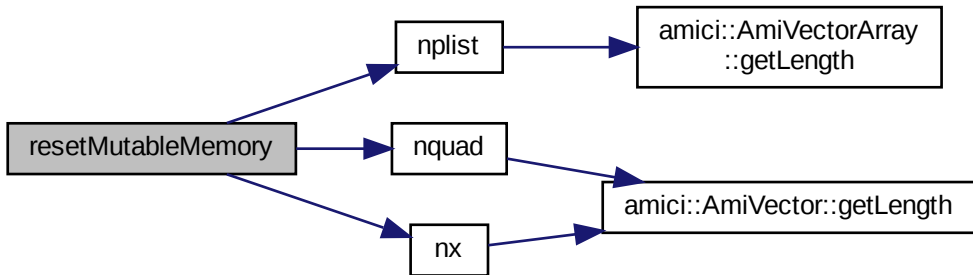 resetMutableMemory
nplist
amici::AmiVectorArray
::getLength
nquad
amici::AmiVector::getLength
nx